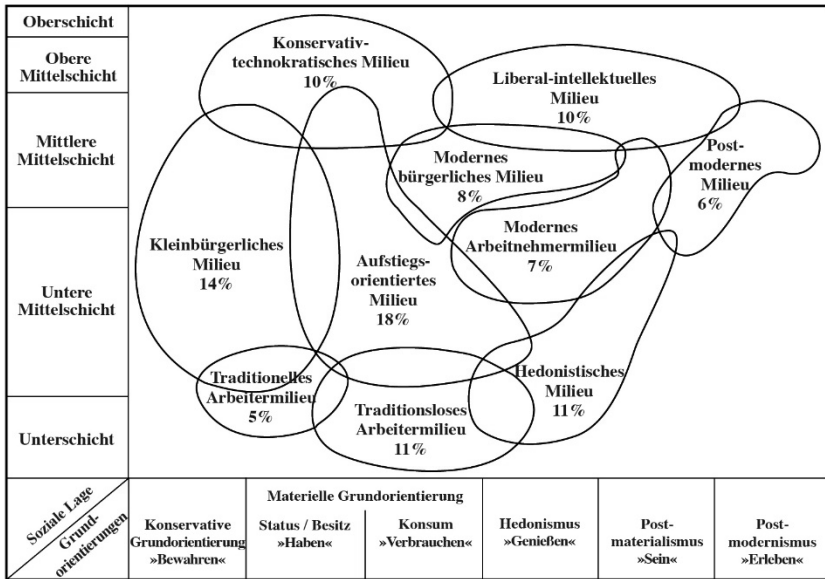 Oberschicht
Obere
Mittelschicht
Mittlere
Mittelschicht
Untere
Mittelschicht
Unterschicht
Konservativ-
technokratisches Milieu
10%
Liberal-intellektuelles
Milieu
10%
Modernes
bürgerliches Milieu
8%
Post-
modernes
Milieu
6%
Kleinbürgerliches
Milieu
14%
Aufstiegs-
orientiertes
Milieu
18%
Modernes
Arbeitnehmermilieu
7%
Traditionelles
Arbeitermilieu
5%
Traditionsloses
Arbeitermilieu
11%
Hedonistisches
Milieu
11%
Soziale Lage
Grund-
orientierungen
Konservative
Grundorientierung
»Bewahren«
Materielle Grundorientierung
Status / Besitz
»Haben«
Konsum
»Verbrauchen«
Hedonismus
»Genießen«
Post-
materialismus
»Sein«
Post-
modernismus
»Erleben«